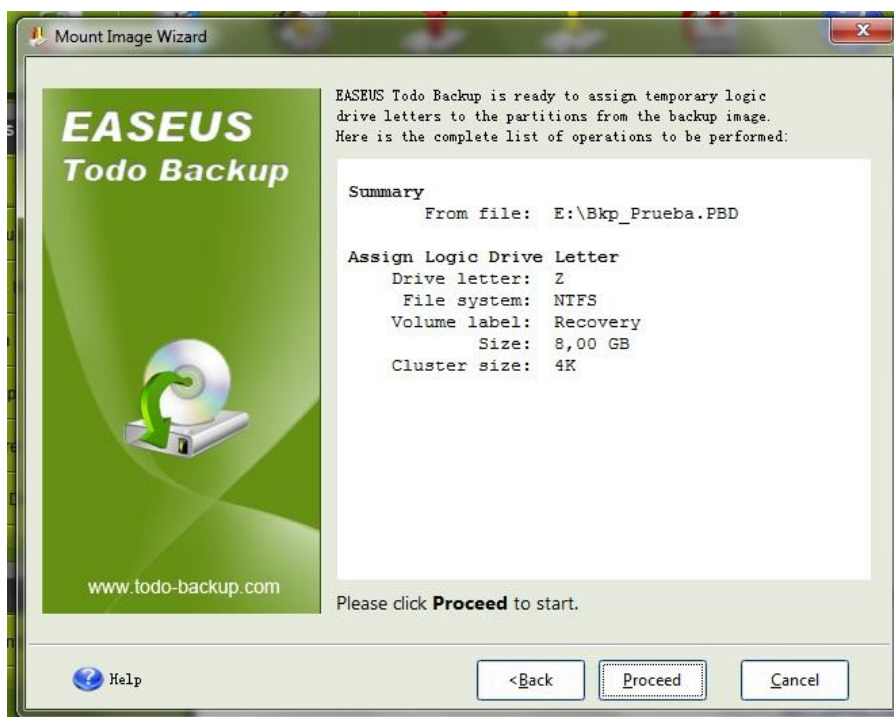 Mount Image Wizard
EASEUS
Todo Backup
www.todo-backup.com
EASEUS Todo Backup is ready to assign temporary logic
drive letters to the partitions from the backup image.
Here is the complete list of operations to be performed:
Summary
From file: E:\Bkp_Prueba.PBD
Assign Logic Drive Letter
Drive letter: Z
File system: NTFS
Volume label: Recovery
Size: 8,00 GB
Cluster size: 4K
Please click Proceed to start.
Help
<Back
Proceed
Cancel